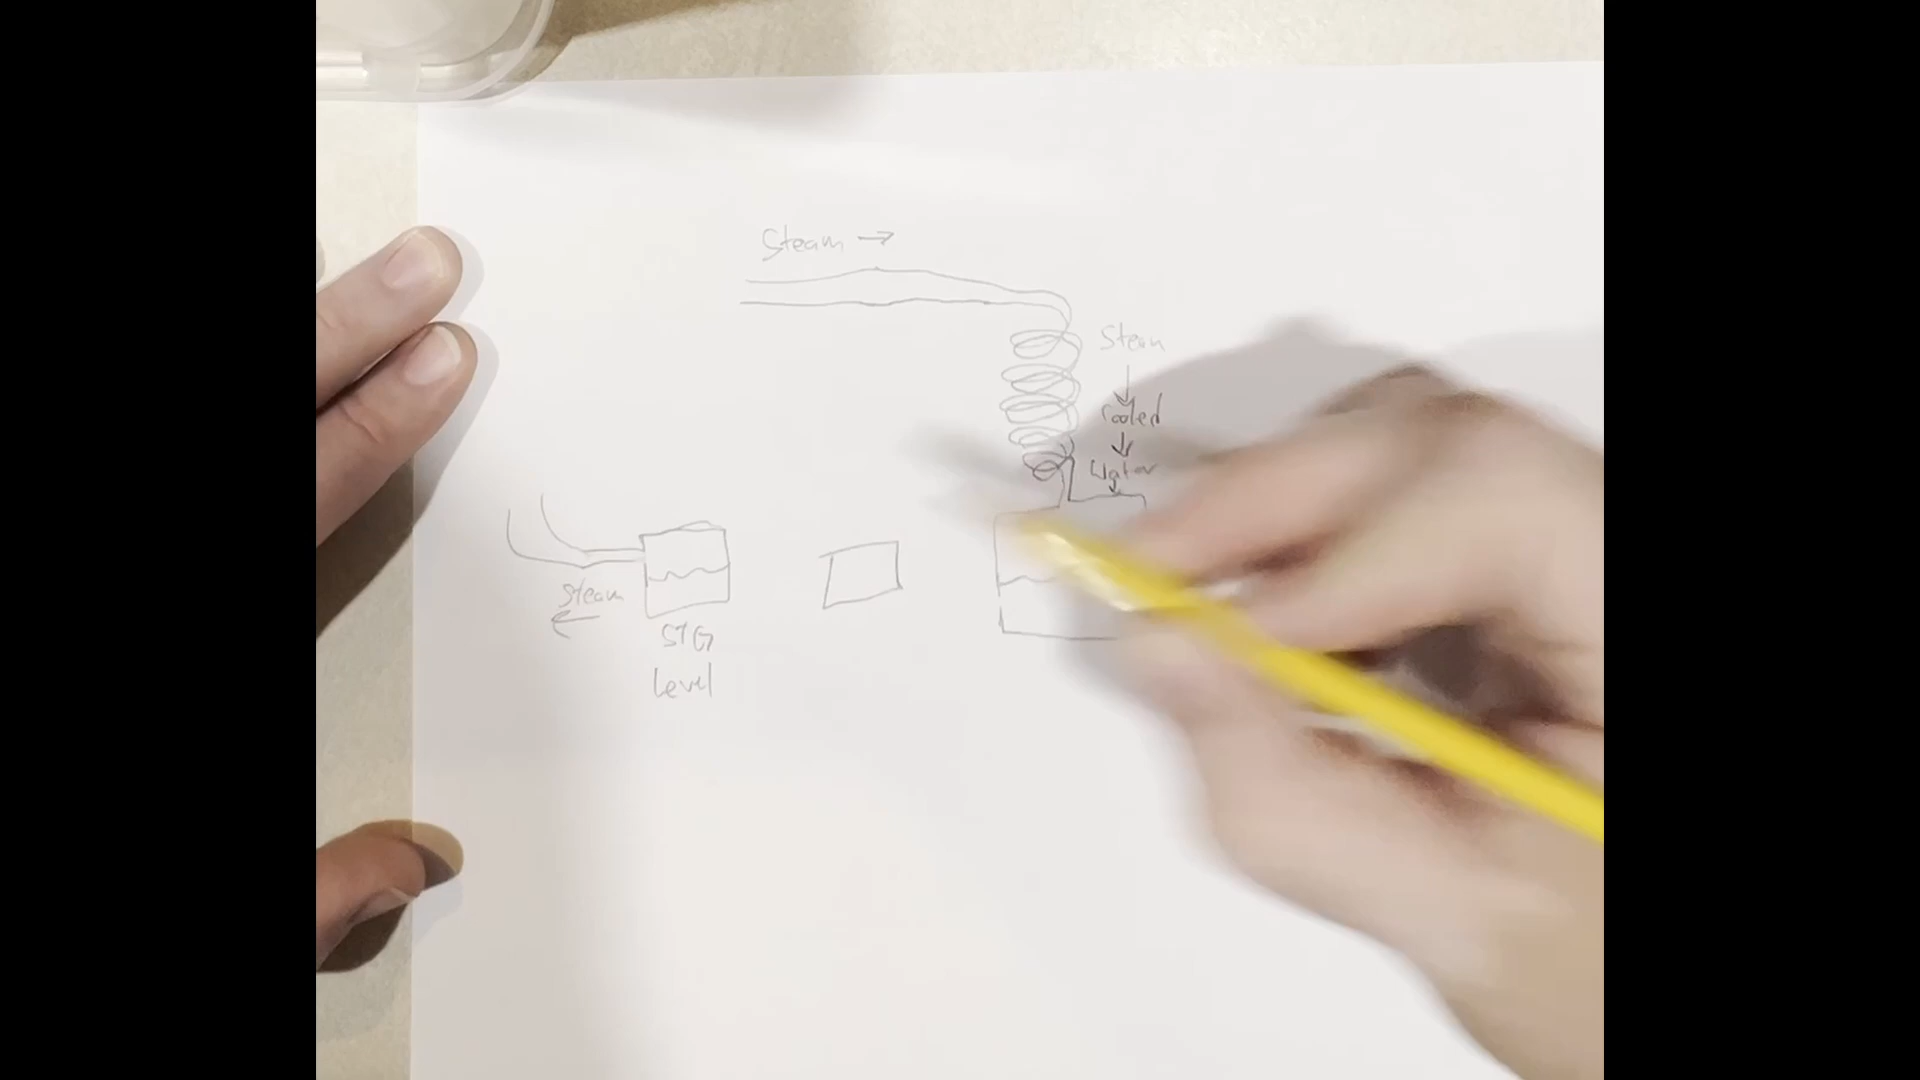 Steam →
Steam
↓
Cooled
↓
Water
Steam
←
STG
Level